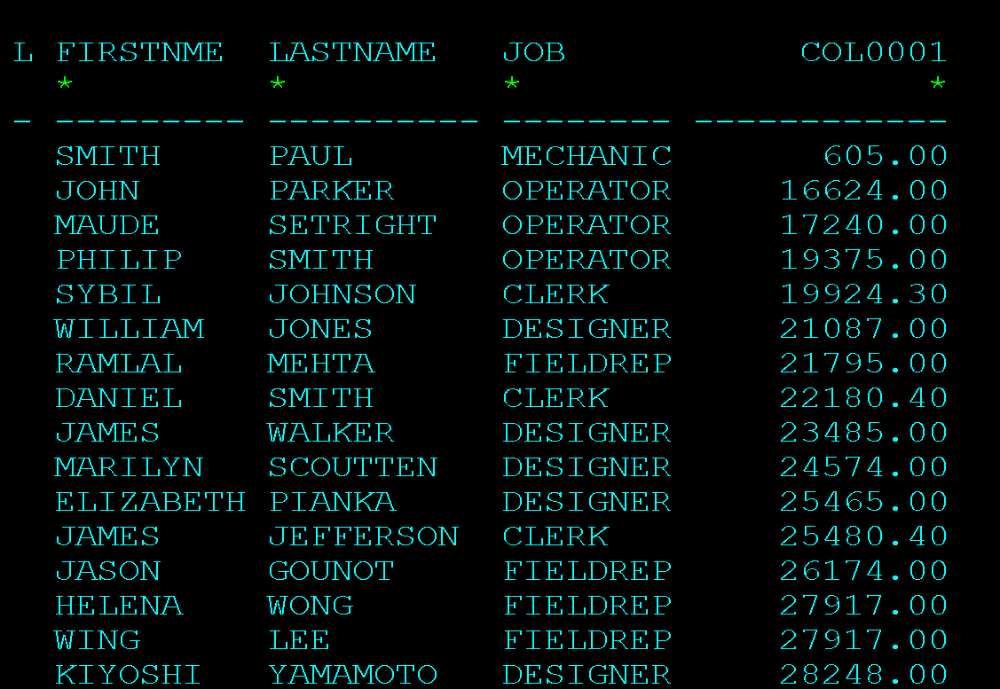 L FIRSTNME LASTNAME JOB COL0001
* * * *
- --------- ---------- -------- ------------
SMITH PAUL MECHANIC 605.00
JOHN PARKER OPERATOR 16624.00
MAUDE SETRIGHT OPERATOR 17240.00
PHILIP SMITH OPERATOR 19375.00
SYBIL JOHNSON CLERK 19924.30
WILLIAM JONES DESIGNER 21087.00
RAMLAL MEHTA FIELDREP 21795.00
DANIEL SMITH CLERK 22180.40
JAMES WALKER DESIGNER 23485.00
MARILYN SCOUTTEN DESIGNER 24574.00
ELIZABETH PIANKA DESIGNER 25465.00
JAMES JEFFERSON CLERK 25480.40
JASON GOUNOT FIELDREP 26174.00
HELENA WONG FIELDREP 27917.00
WING LEE FIELDREP 27917.00
KIYOSHI YAMAMOTO DESIGNER 28248.00